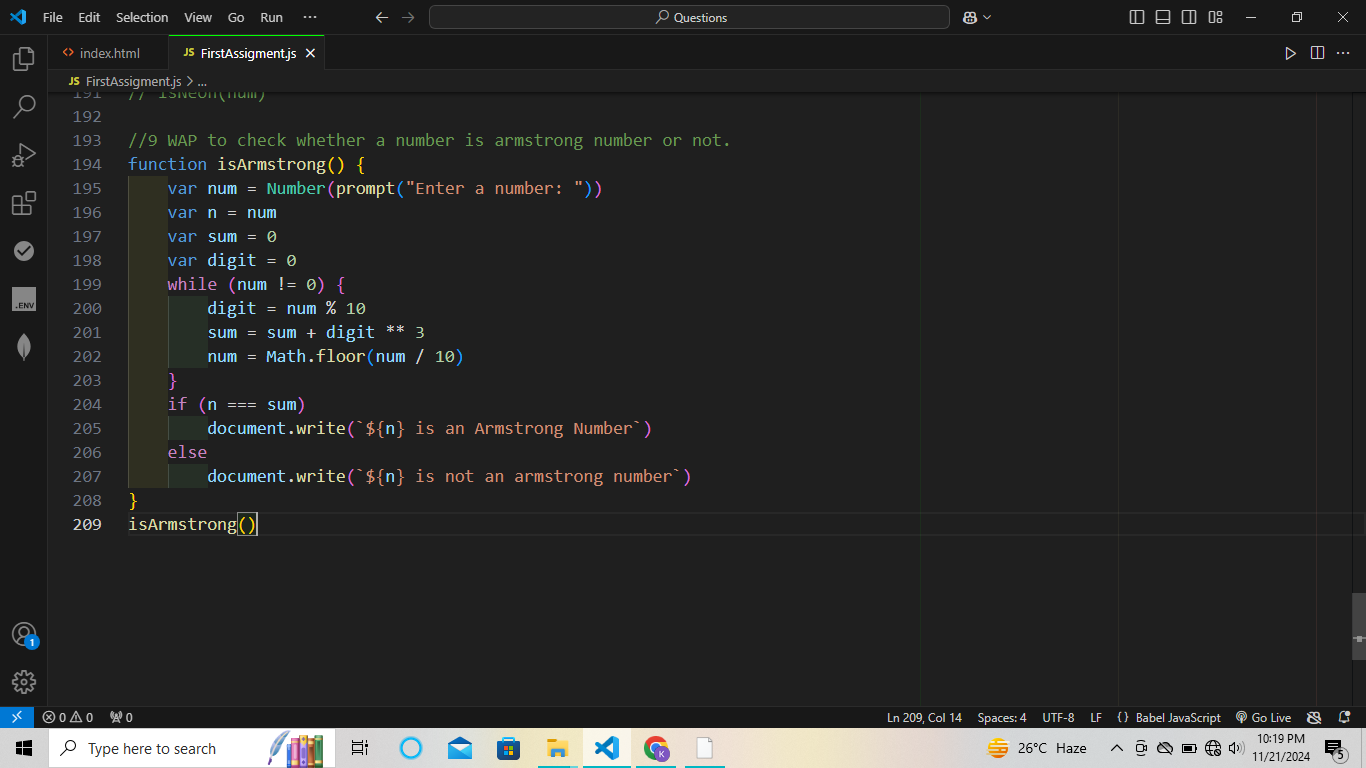 File Edit Selection View Go Run ··· Questions
index.html JS FirstAssigment.js
JS FirstAssigment.js > ...
191 // isNeon(num)
192
193 //9 WAP to check whether a number is armstrong number or not.
194 function isArmstrong() {
195 var num = Number(prompt("Enter a number: "))
196 var n = num
197 var sum = 0
198 var digit = 0
199 while (num != 0) {
200 digit = num % 10
201 sum = sum + digit ** 3
202 num = Math.floor(num / 10)
203 }
204 if (n === sum)
205 document.write(`${n} is an Armstrong Number`)
206 else
207 document.write(`${n} is not an armstrong number`)
208 }
209 isArmstrong()
.ENV
1
0 0 0 Ln 209, Col 14 Spaces: 4 UTF-8 LF {} Babel JavaScript Go Live
Type here to search K 26°C Haze 10:19 PM
11/21/2024 5